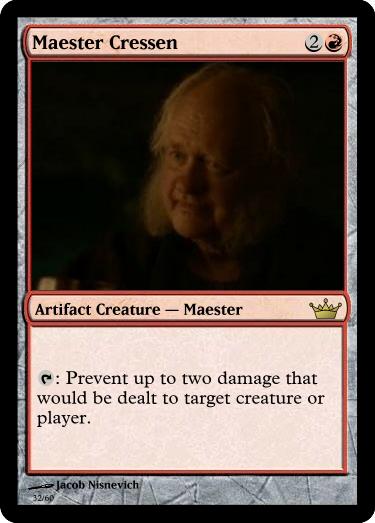 Maester Cressen 2
Artifact Creature — Maester
: Prevent up to two damage that
would be dealt to target creature or
player.
Jacob Nisnevich
32/60